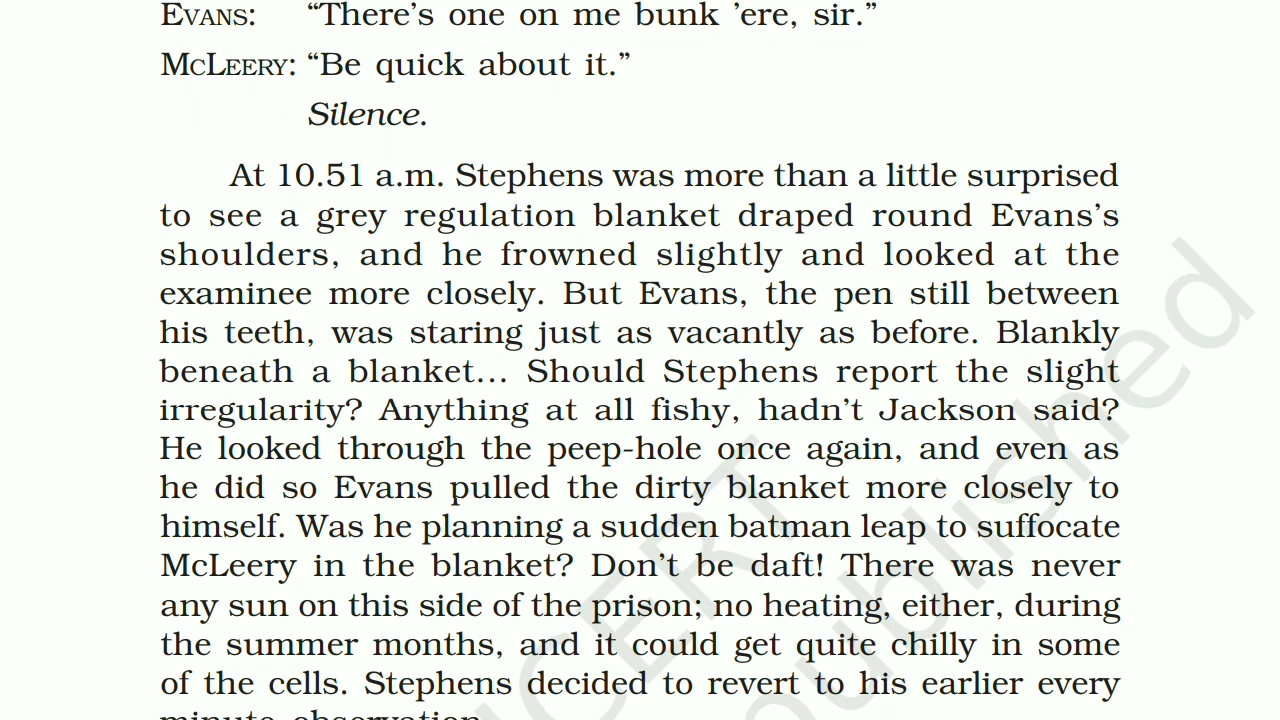 EVANS: “There’s one on me bunk ’ere, sir.”
MCLEERY: “Be quick about it.”
Silence.
At 10.51 a.m. Stephens was more than a little surprised
to see a grey regulation blanket draped round Evans’s
shoulders, and he frowned slightly and looked at the
examinee more closely. But Evans, the pen still between
his teeth, was staring just as vacantly as before. Blankly
beneath a blanket... Should Stephens report the slight
irregularity? Anything at all fishy, hadn’t Jackson said?
He looked through the peep-hole once again, and even as
he did so Evans pulled the dirty blanket more closely to
himself. Was he planning a sudden batman leap to suffocate
McLeery in the blanket? Don’t be daft! There was never
any sun on this side of the prison; no heating, either, during
the summer months, and it could get quite chilly in some
of the cells. Stephens decided to revert to his earlier every
minute observation.